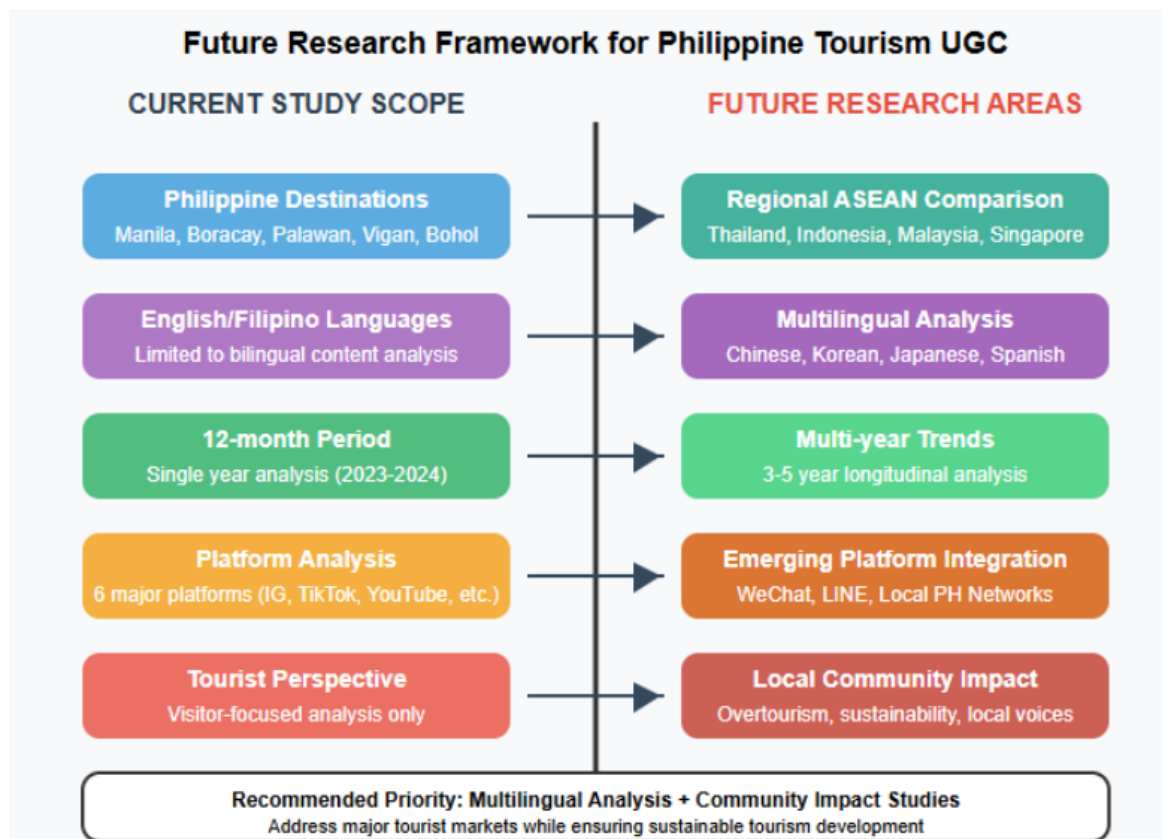 Future Research Framework for Philippine Tourism UGC
CURRENT STUDY SCOPE
FUTURE RESEARCH AREAS
Philippine Destinations
Manila, Boracay, Palawan, Vigan, Bohol
Regional ASEAN Comparison
Thailand, Indonesia, Malaysia, Singapore
English/Filipino Languages
Limited to bilingual content analysis
Multilingual Analysis
Chinese, Korean, Japanese, Spanish
12-month Period
Single year analysis (2023-2024)
Multi-year Trends
3-5 year longitudinal analysis
Platform Analysis
6 major platforms (IG, TikTok, YouTube, etc.)
Emerging Platform Integration
WeChat, LINE, Local PH Networks
Tourist Perspective
Visitor-focused analysis only
Local Community Impact
Overtourism, sustainability, local voices
Recommended Priority: Multilingual Analysis + Community Impact Studies
Address major tourist markets while ensuring sustainable tourism development